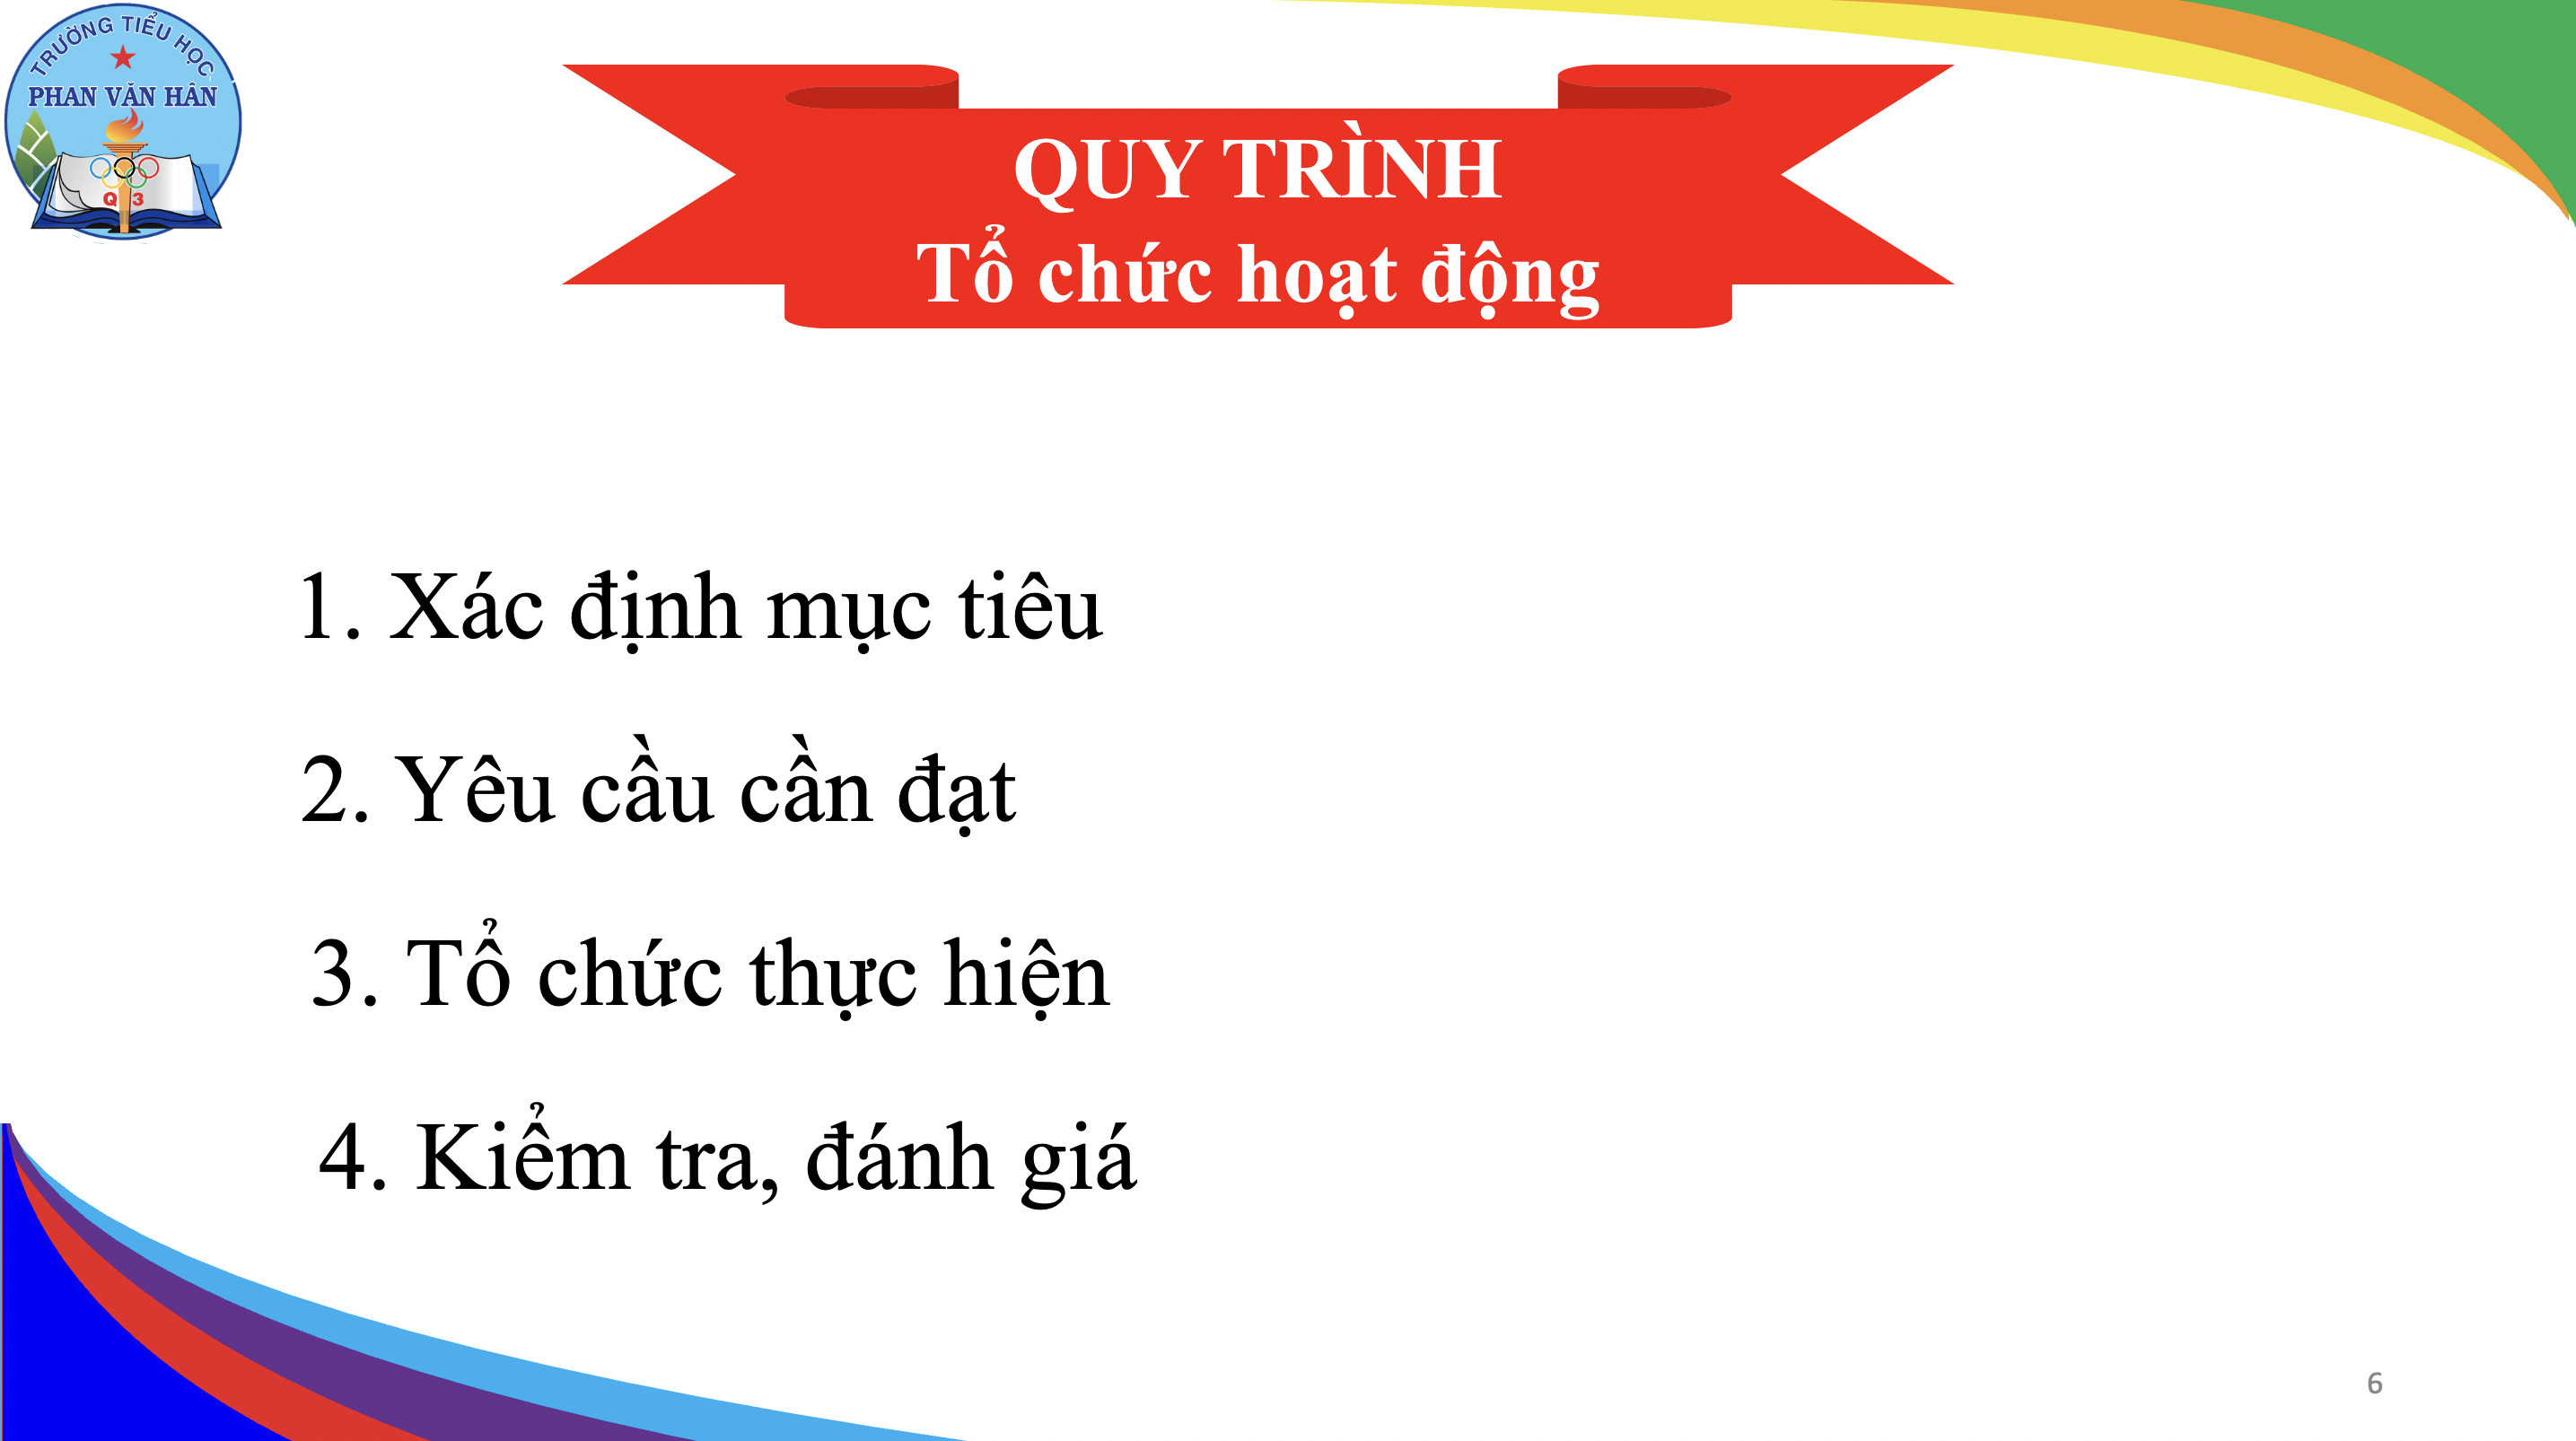 TRƯỜNG TIỂU HỌC
PHAN VĂN HÂN
Q 3
QUY TRÌNH
Tổ chức hoạt động
1. Xác định mục tiêu
2. Yêu cầu cần đạt
3. Tổ chức thực hiện
4. Kiểm tra, đánh giá
6